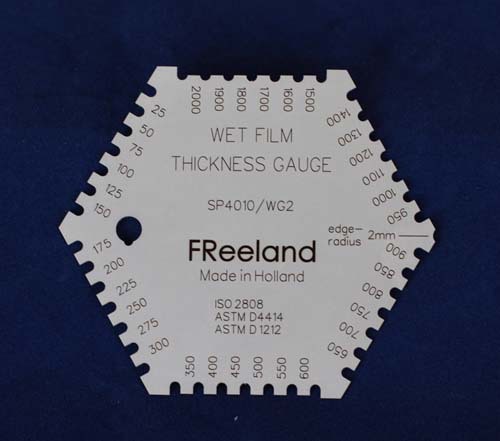 2000 1900 1800 1700 1600 1500
1400
1300
1200
1100
1000
950
25
50
75
100
125
150
WET FILM
THICKNESS GAUGE
SP4010/WG2
edge-
radius 2mm
FReeland
Made in Holland
ISO 2808
ASTM D4414
ASTM D1212
175
200
225
250
275
300
900
850
800
750
700
650
350 400 450 500 550 600